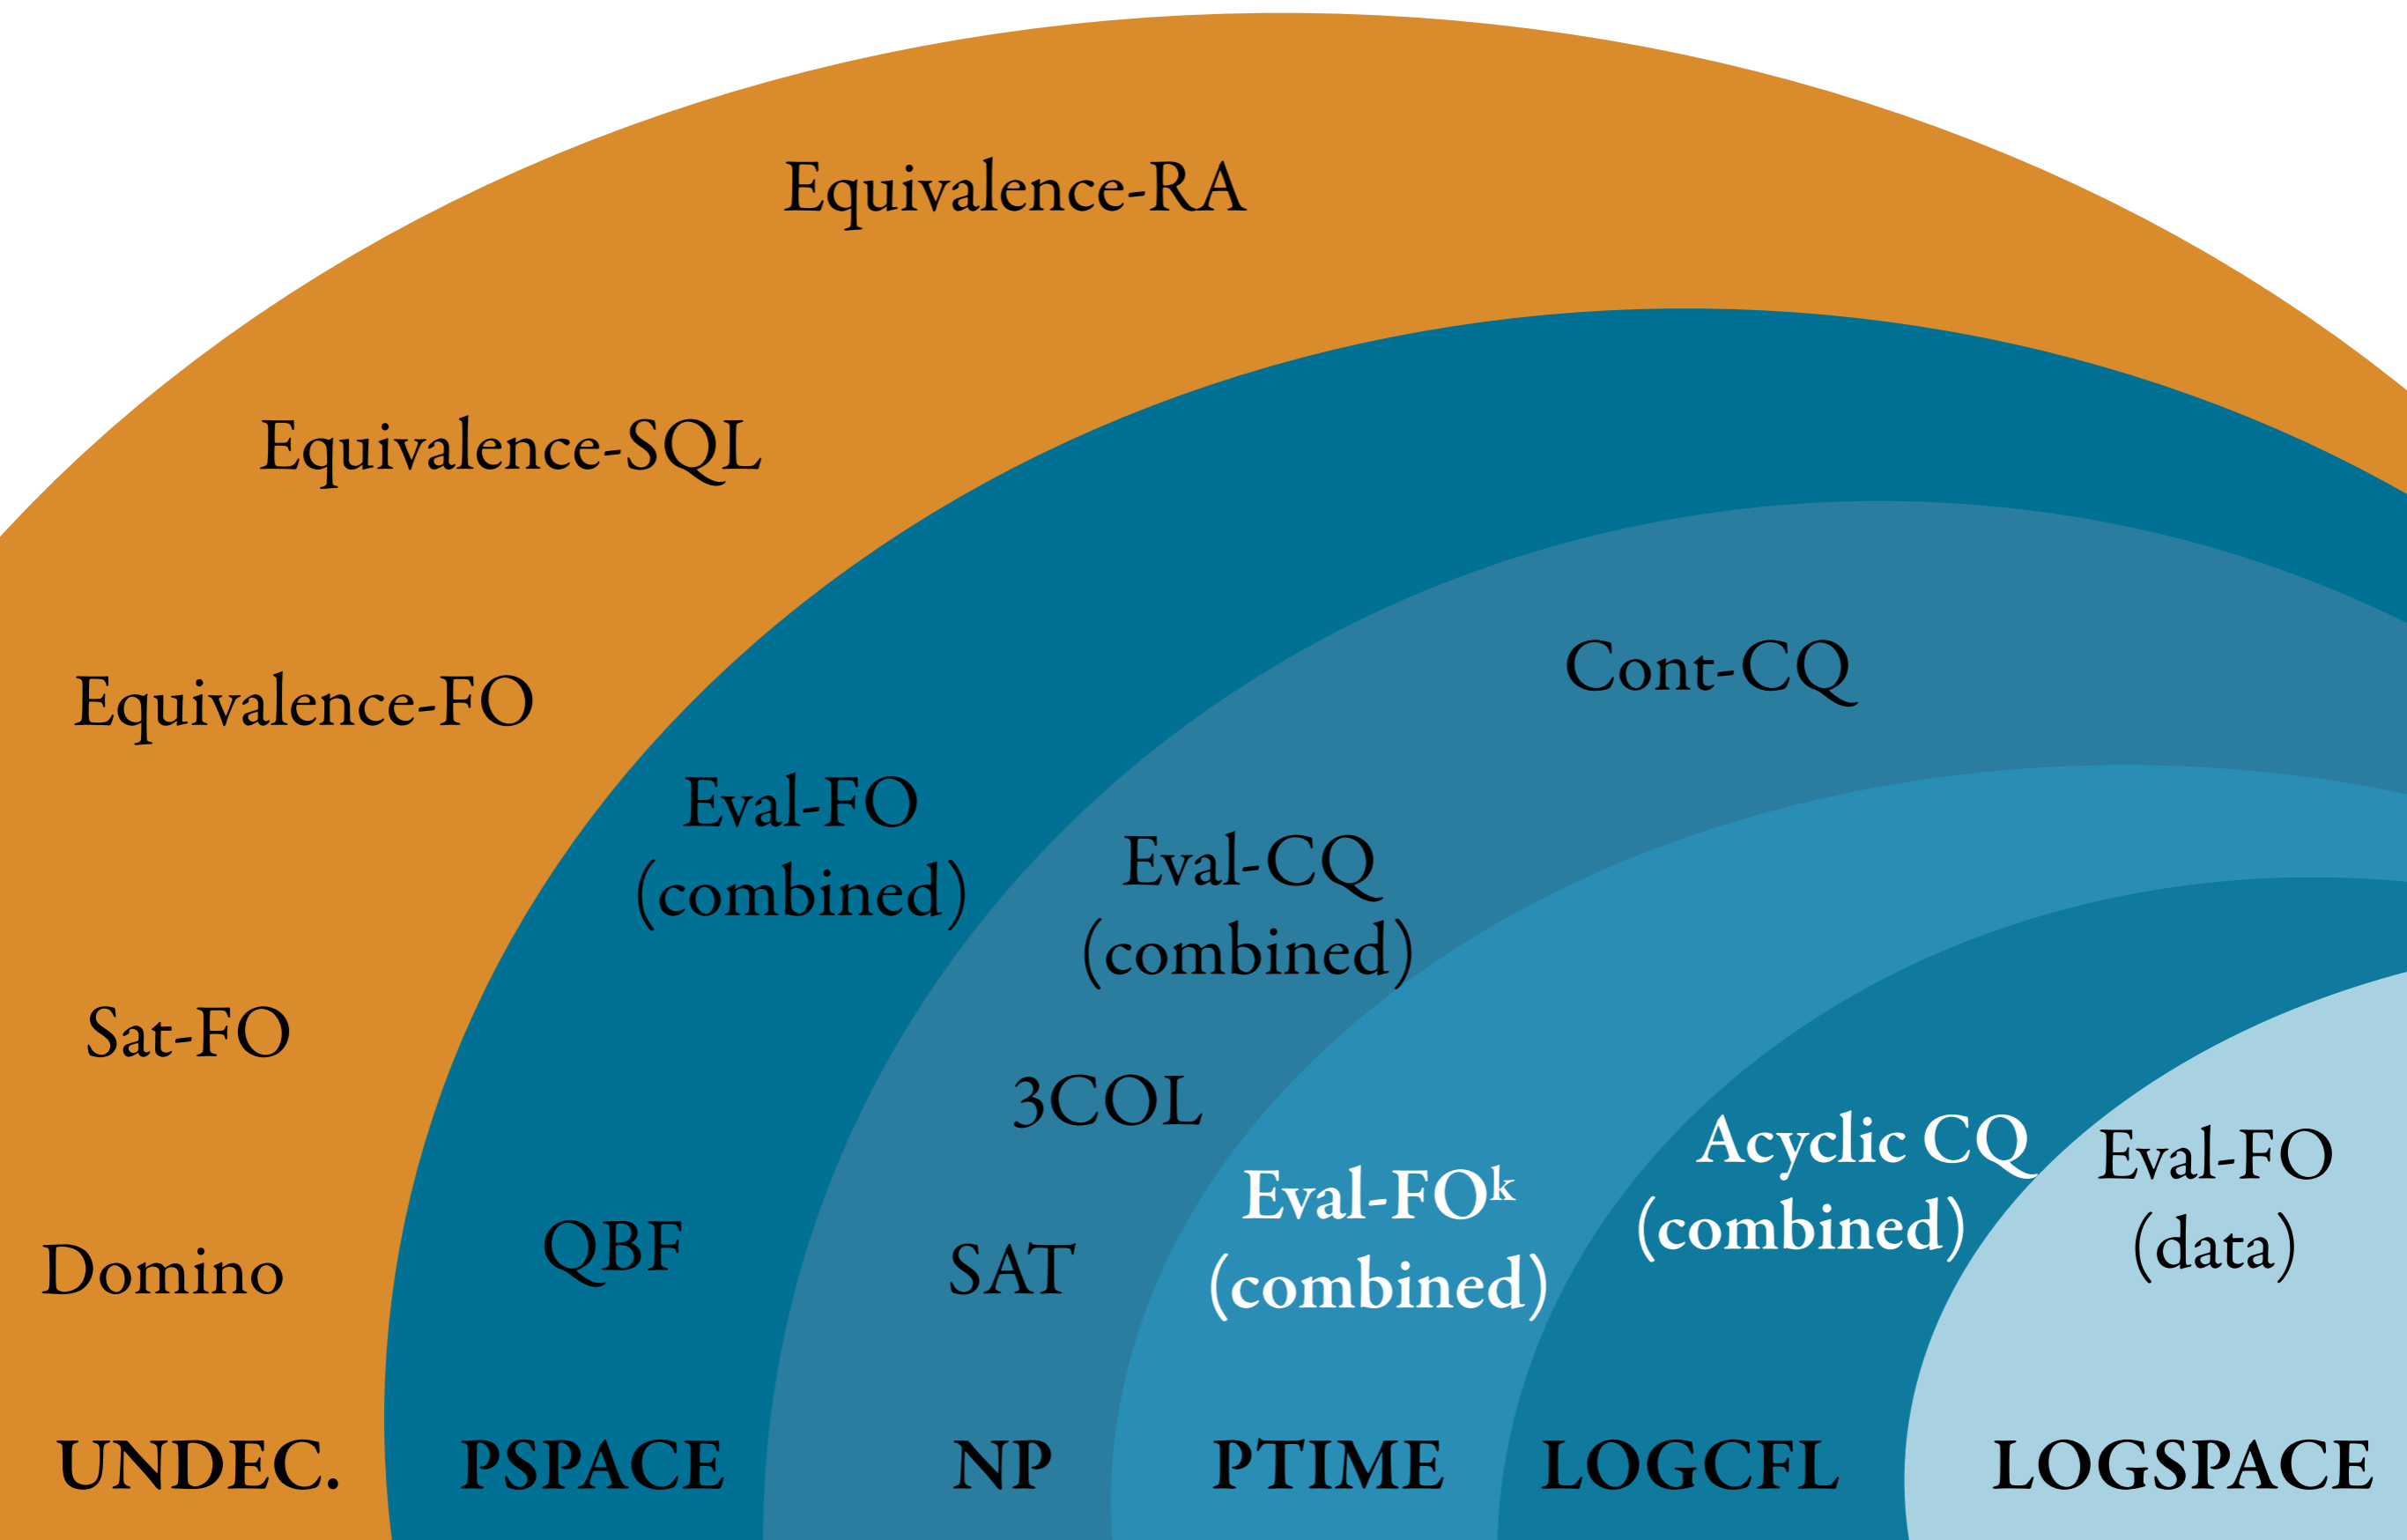 Equivalence-RA
Equivalence-SQL
Equivalence-FO
Cont-CQ
Eval-FO
(combined)
Eval-CQ
(combined)
Sat-FO
3COL
Acyclic CQ
(combined)
Eval-FO
(data)
Eval-FOᵏ
(combined)
Domino
QBF
SAT
UNDEC.
PSPACE
NP
PTIME
LOGCFL
LOGSPACE